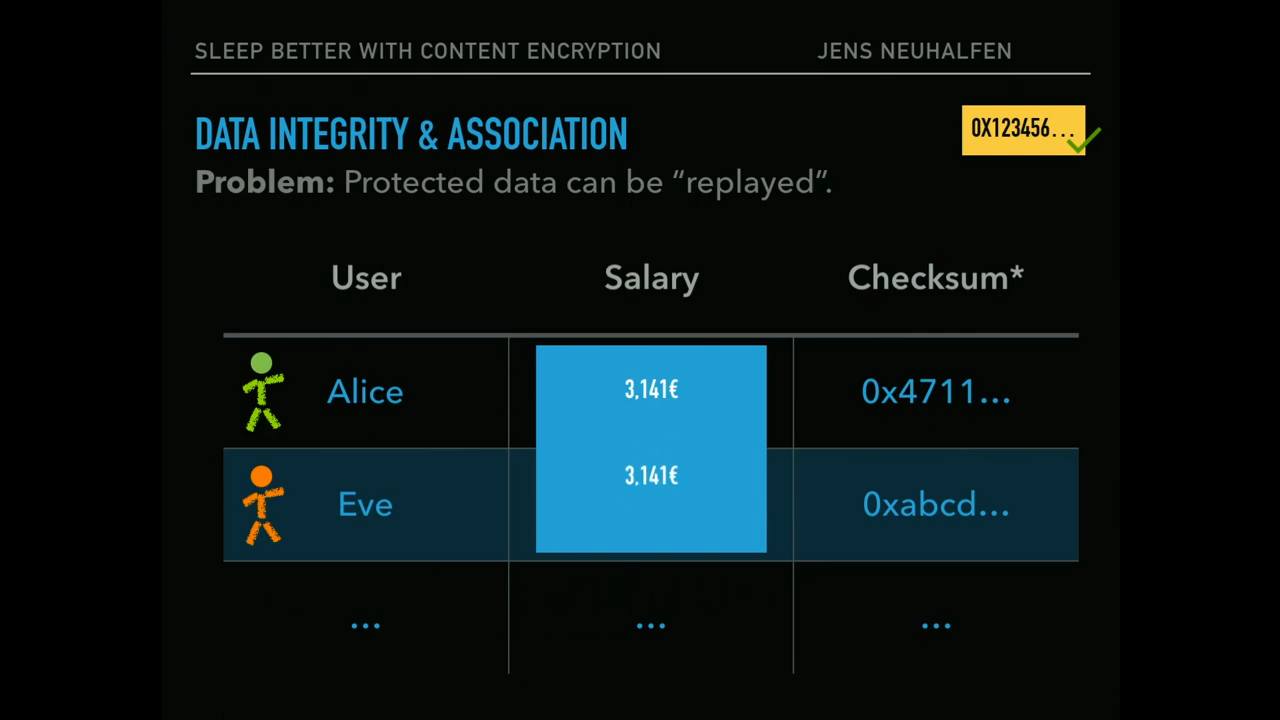 SLEEP BETTER WITH CONTENT ENCRYPTION JENS NEUHALFEN
DATA INTEGRITY & ASSOCIATION
0X123456...
Problem: Protected data can be “replayed”.
User Salary Checksum*
Alice 3,141€ 0x4711...
Eve 3,141€ 0xabcd...
... ... ...